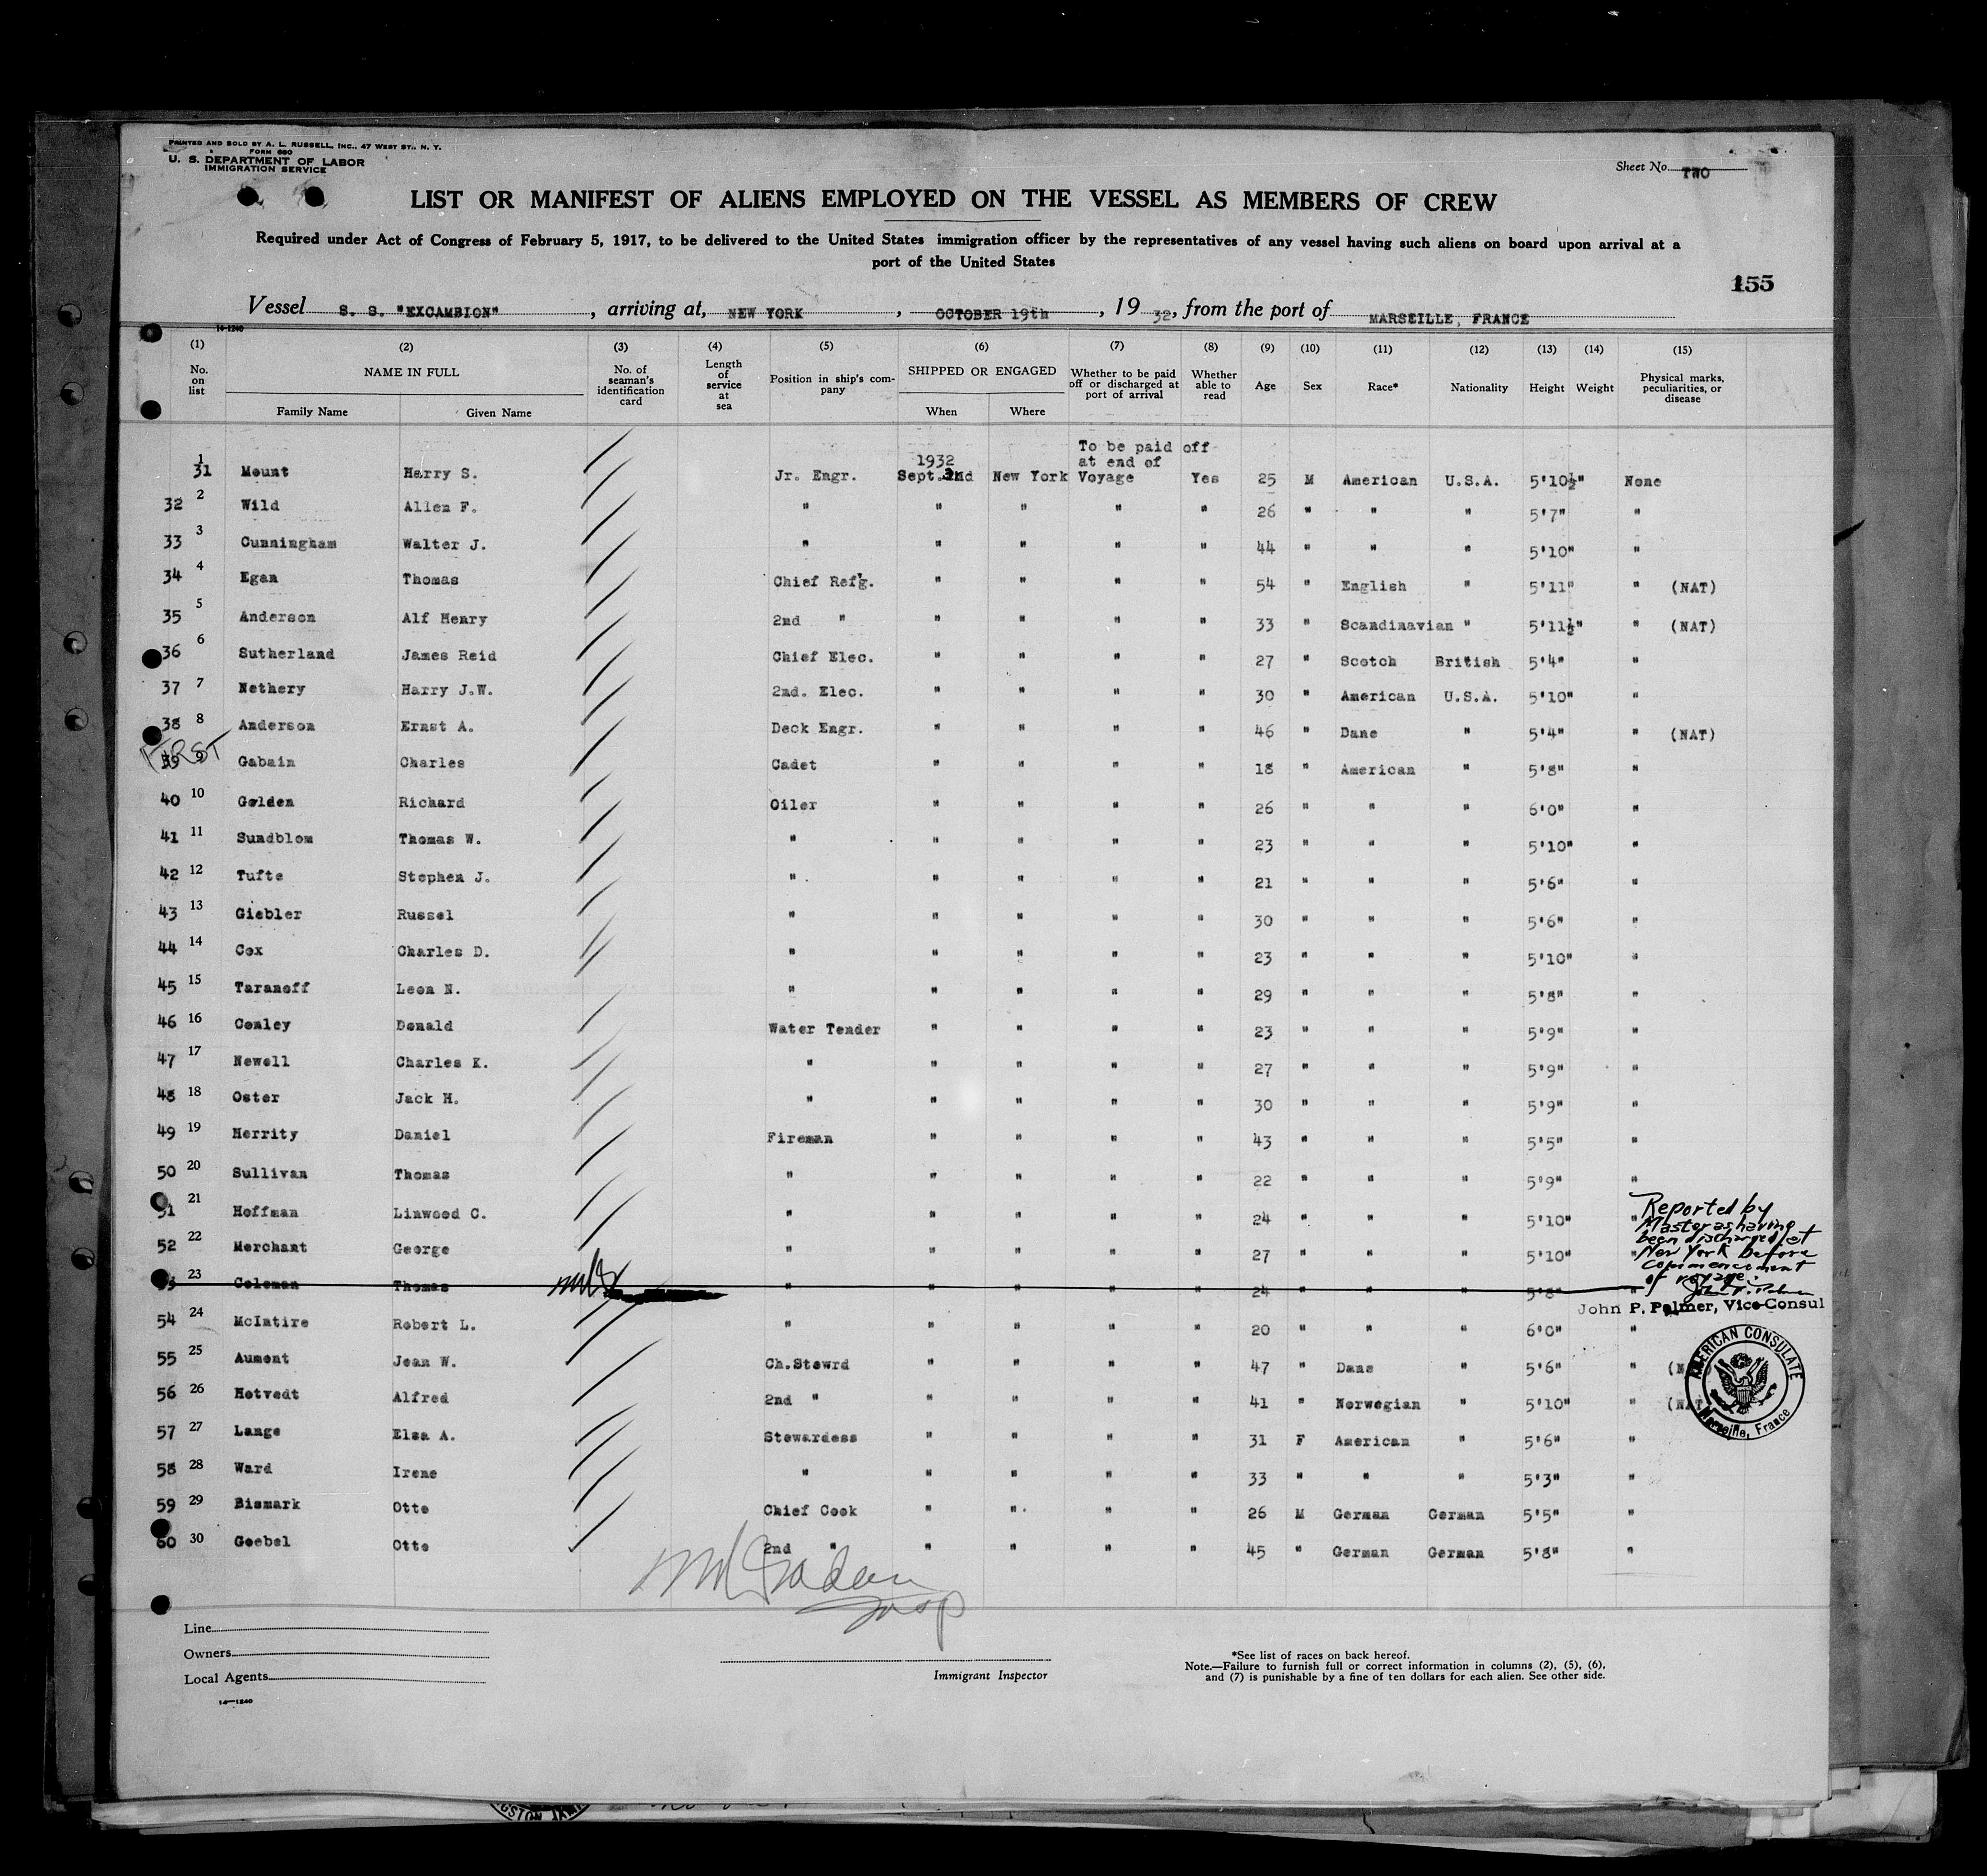 PRINTED AND SOLD BY A. L. RUSSELL, INC., 47 WEST ST., N. Y.
FORM 680
U. S. DEPARTMENT OF LABOR
IMMIGRATION SERVICE
Sheet No. TWO
LIST OR MANIFEST OF ALIENS EMPLOYED ON THE VESSEL AS MEMBERS OF CREW
Required under Act of Congress of February 5, 1917, to be delivered to the United States immigration officer by the representatives of any vessel having such aliens on board upon arrival at a
port of the United States
155
Vessel S. S. "EXCAMBION", arriving at, NEW YORK, OCTOBER 19th, 19 32, from the port of MARSEILLE, FRANCE
14-1240
(1) (2) (3) (4) (5) (6) (7) (8) (9) (10) (11) (12) (13) (14) (15)
No. on list NAME IN FULL Family Name Given Name No. of seaman's identification card Length of service at sea Position in ship's company SHIPPED OR ENGAGED When Where Whether to be paid off or discharged at port of arrival Whether able to read Age Sex Race* Nationality Height Weight Physical marks, peculiarities, or disease
1932 To be paid off at end of
31 1 Mount Harry S. Jr. Engr. Sept. 2nd New York Voyage Yes 25 M American U.S.A. 5'10½" None
32 2 Wild Allen F. " " " " " 26 " " " 5'7" "
33 3 Cunningham Walter J. " " " " " 44 " " " 5'10" "
34 4 Egan Thomas Chief Ref'g. " " " " 54 " English " 5'11" " (NAT)
35 5 Anderson Alf Henry 2nd " " " " " 33 " Scandinavian " 5'11½" " (NAT)
36 6 Sutherland James Reid Chief Elec. " " " " 27 " Scotch British 5'4" "
37 7 Nethery Harry J.W. 2nd. Elec. " " " " 30 " American U.S.A. 5'10" "
38 8 Anderson Ernst A. Deck Engr. " " " " 46 " Dane " 5'4" " (NAT)
39 9 Gabain Charles Cadet " " " " 18 " American " 5'8" "
40 10 Golden Richard Oiler " " " " 26 " " " 6'0" "
41 11 Sundblom Thomas W. " " " " " 23 " " " 5'10" "
42 12 Tufte Stephen J. " " " " " 21 " " " 5'6" "
43 13 Giebler Russel " " " " " 30 " " " 5'6" "
44 14 Cox Charles D. " " " " " 23 " " " 5'10" "
45 15 Taranoff Leon N. " " " " " 29 " " " 5'8" "
46 16 Conley Donald Water Tender " " " " 23 " " " 5'9" "
47 17 Newell Charles K. " " " " " 27 " " " 5'9" "
48 18 Oster Jack H. " " " " " 30 " " " 5'9" "
49 19 Herrity Daniel Fireman " " " " 43 " " " 5'5" "
50 20 Sullivan Thomas " " " " " 22 " " " 5'9" "
51 21 Hoffman Linwood C. " " " " " 24 " " " 5'10" "
52 22 Merchant George " " " " " 27 " " " 5'10" "
53 23 Coleman Thomas " " " " " 24 " " " 5'8" "
Reported by
Master as having
been discharged at
New York before
commencement
of voyage.
John P. Palmer
John P. Palmer, Vice-Consul
54 24 McIntire Robert L. " " " " " 20 " " " 6'0" "
55 25 Aument Jean W. Ch.Stewrd " " " " 47 " Dane " 5'6" "
56 26 Hotvedt Alfred 2nd " " " " " 41 " Norwegian " 5'10" " (NAT
57 27 Lange Elsa A. Stewardess " " " " 31 F American " 5'6" "
58 28 Ward Irene " " " " " 33 " " " 5'3" "
59 29 Bismark Otto Chief Cook " " " " 26 M German German 5'5" "
60 30 Goebel Otto 2nd " " " " " 45 " German German 5'8" "
AMERICAN CONSULATE
Marseille, France
Line
Owners
Local Agents
14-1240
Immigrant Inspector
*See list of races on back hereof.
Note.—Failure to furnish full or correct information in columns (2), (5), (6),
and (7) is punishable by a fine of ten dollars for each alien. See other side.